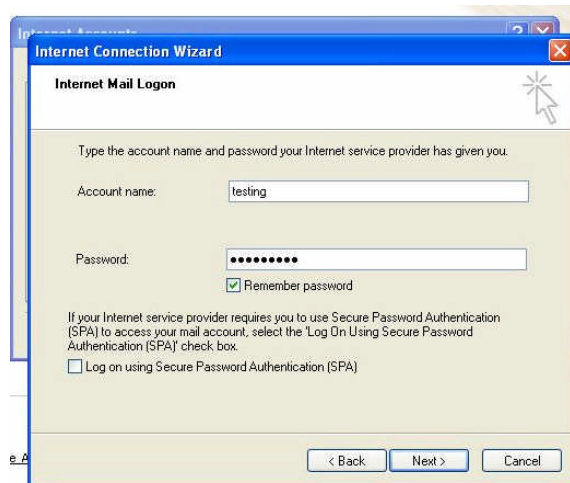 Internet Accounts
Internet Connection Wizard
Internet Mail Logon
Type the account name and password your Internet service provider has given you.
Account name:
testing
Password:
•••••••••
Remember password
If your Internet service provider requires you to use Secure Password Authentication
(SPA) to access your mail account, select the 'Log On Using Secure Password
Authentication (SPA)' check box.
Log on using Secure Password Authentication (SPA)
e A
< Back
Next >
Cancel